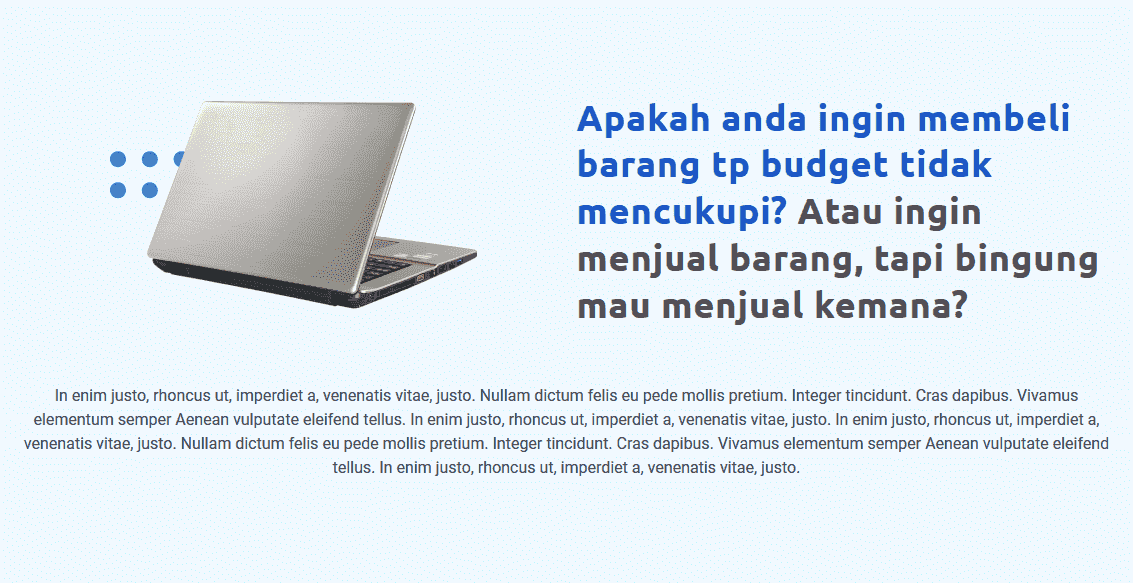 Apakah anda ingin membeli
barang tp budget tidak
mencukupi? Atau ingin
menjual barang, tapi bingung
mau menjual kemana?
In enim justo, rhoncus ut, imperdiet a, venenatis vitae, justo. Nullam dictum felis eu pede mollis pretium. Integer tincidunt. Cras dapibus. Vivamus
elementum semper Aenean vulputate eleifend tellus. In enim justo, rhoncus ut, imperdiet a, venenatis vitae, justo. In enim justo, rhoncus ut, imperdiet a,
venenatis vitae, justo. Nullam dictum felis eu pede mollis pretium. Integer tincidunt. Cras dapibus. Vivamus elementum semper Aenean vulputate eleifend
tellus. In enim justo, rhoncus ut, imperdiet a, venenatis vitae, justo.